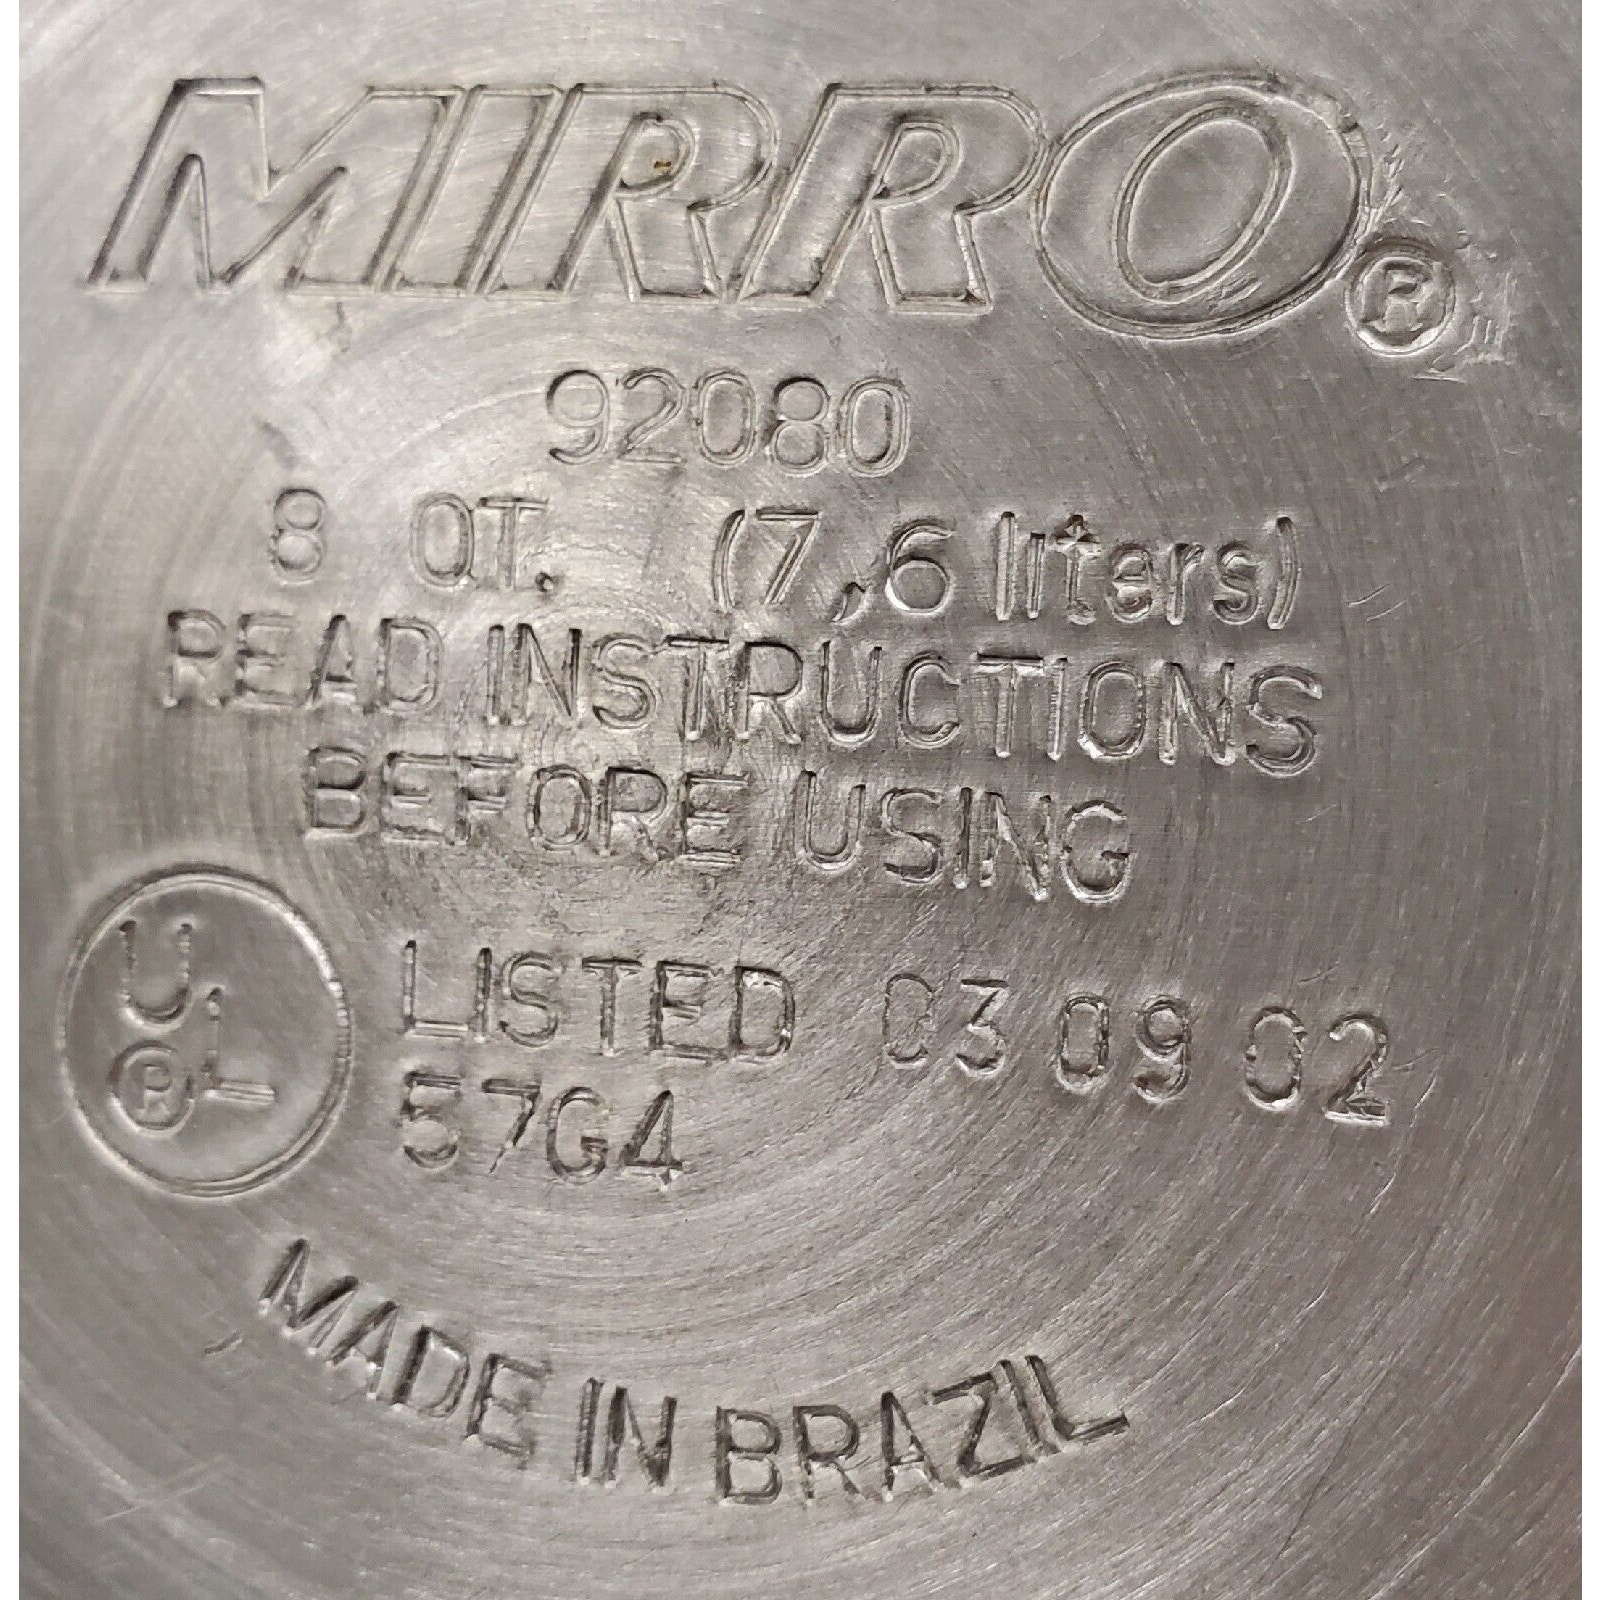 MIRRO®
92080
8 QT. (7,6 liters)
READ INSTRUCTIONS
BEFORE USING
UL® LISTED 03 09 02
57G4
MADE IN BRAZIL